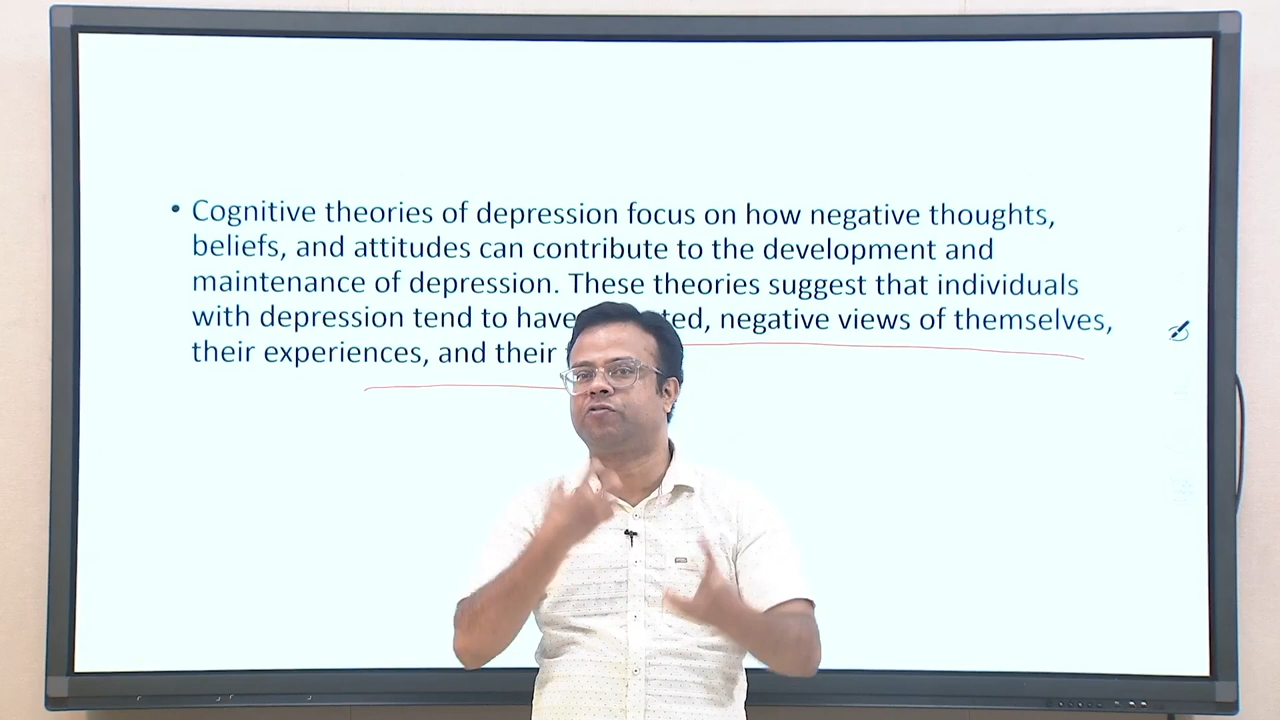 • Cognitive theories of depression focus on how negative thoughts,
beliefs, and attitudes can contribute to the development and
maintenance of depression. These theories suggest that individuals
with depression tend to have ted, negative views of themselves,
their experiences, and their